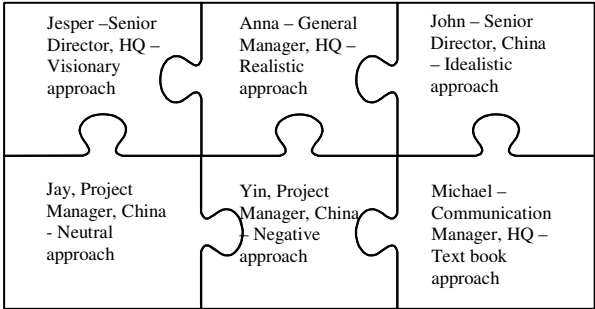 Jesper –Senior
Director, HQ –
Visionary
approach
Anna – General
Manager, HQ –
Realistic
approach
John – Senior
Director, China
– Idealistic
approach
Jay, Project
Manager, China
- Neutral
approach
Yin, Project
Manager, China
– Negative
approach
Michael –
Communication
Manager, HQ –
Text book
approach